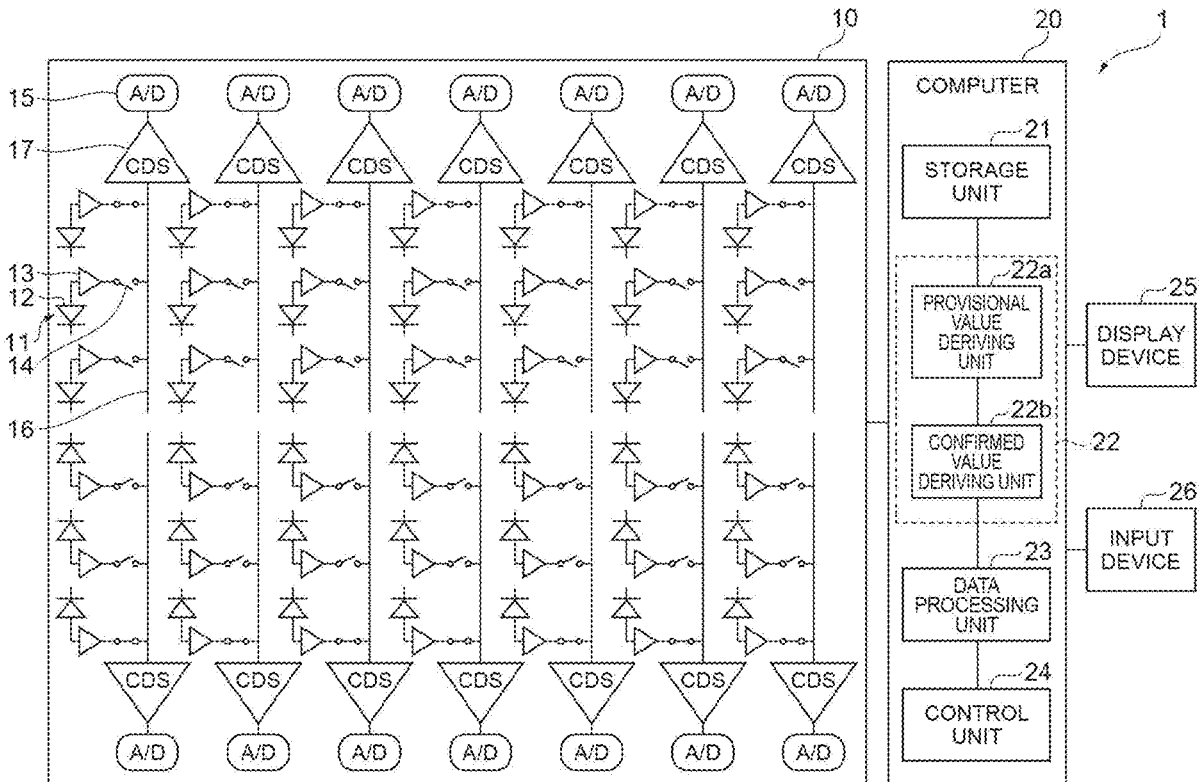 10
20
1
15
A/D A/D A/D A/D A/D A/D A/D
COMPUTER
17
CDS CDS CDS CDS CDS CDS CDS
21
STORAGE
UNIT
13
12
11
14
22a
PROVISIONAL
VALUE
DERIVING
UNIT
25
DISPLAY
DEVICE
16
22b
CONFIRMED
VALUE
DERIVING UNIT
22
26
INPUT
DEVICE
23
DATA
PROCESSING
UNIT
CDS CDS CDS CDS CDS CDS CDS
24
CONTROL
UNIT
A/D A/D A/D A/D A/D A/D A/D